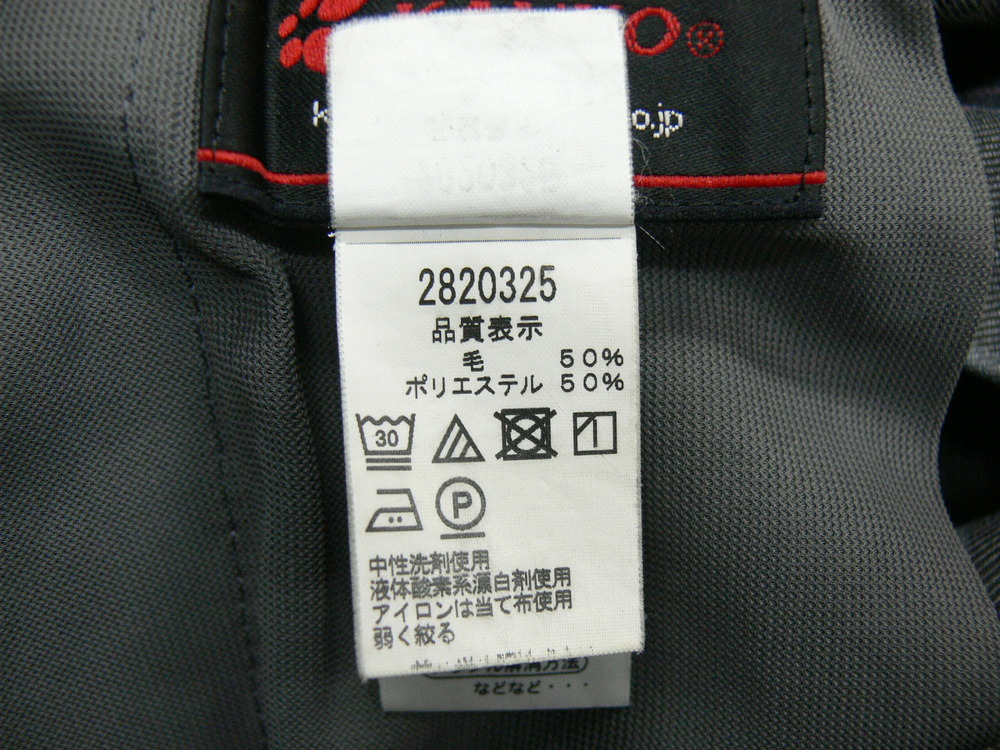 o.jp
2820325
品質表示
毛 50%
ポリエステル 50%
30
P
中性洗剤使用
液体酸素系漂白剤使用
アイロンは当て布使用
弱く絞る
などなど・・・